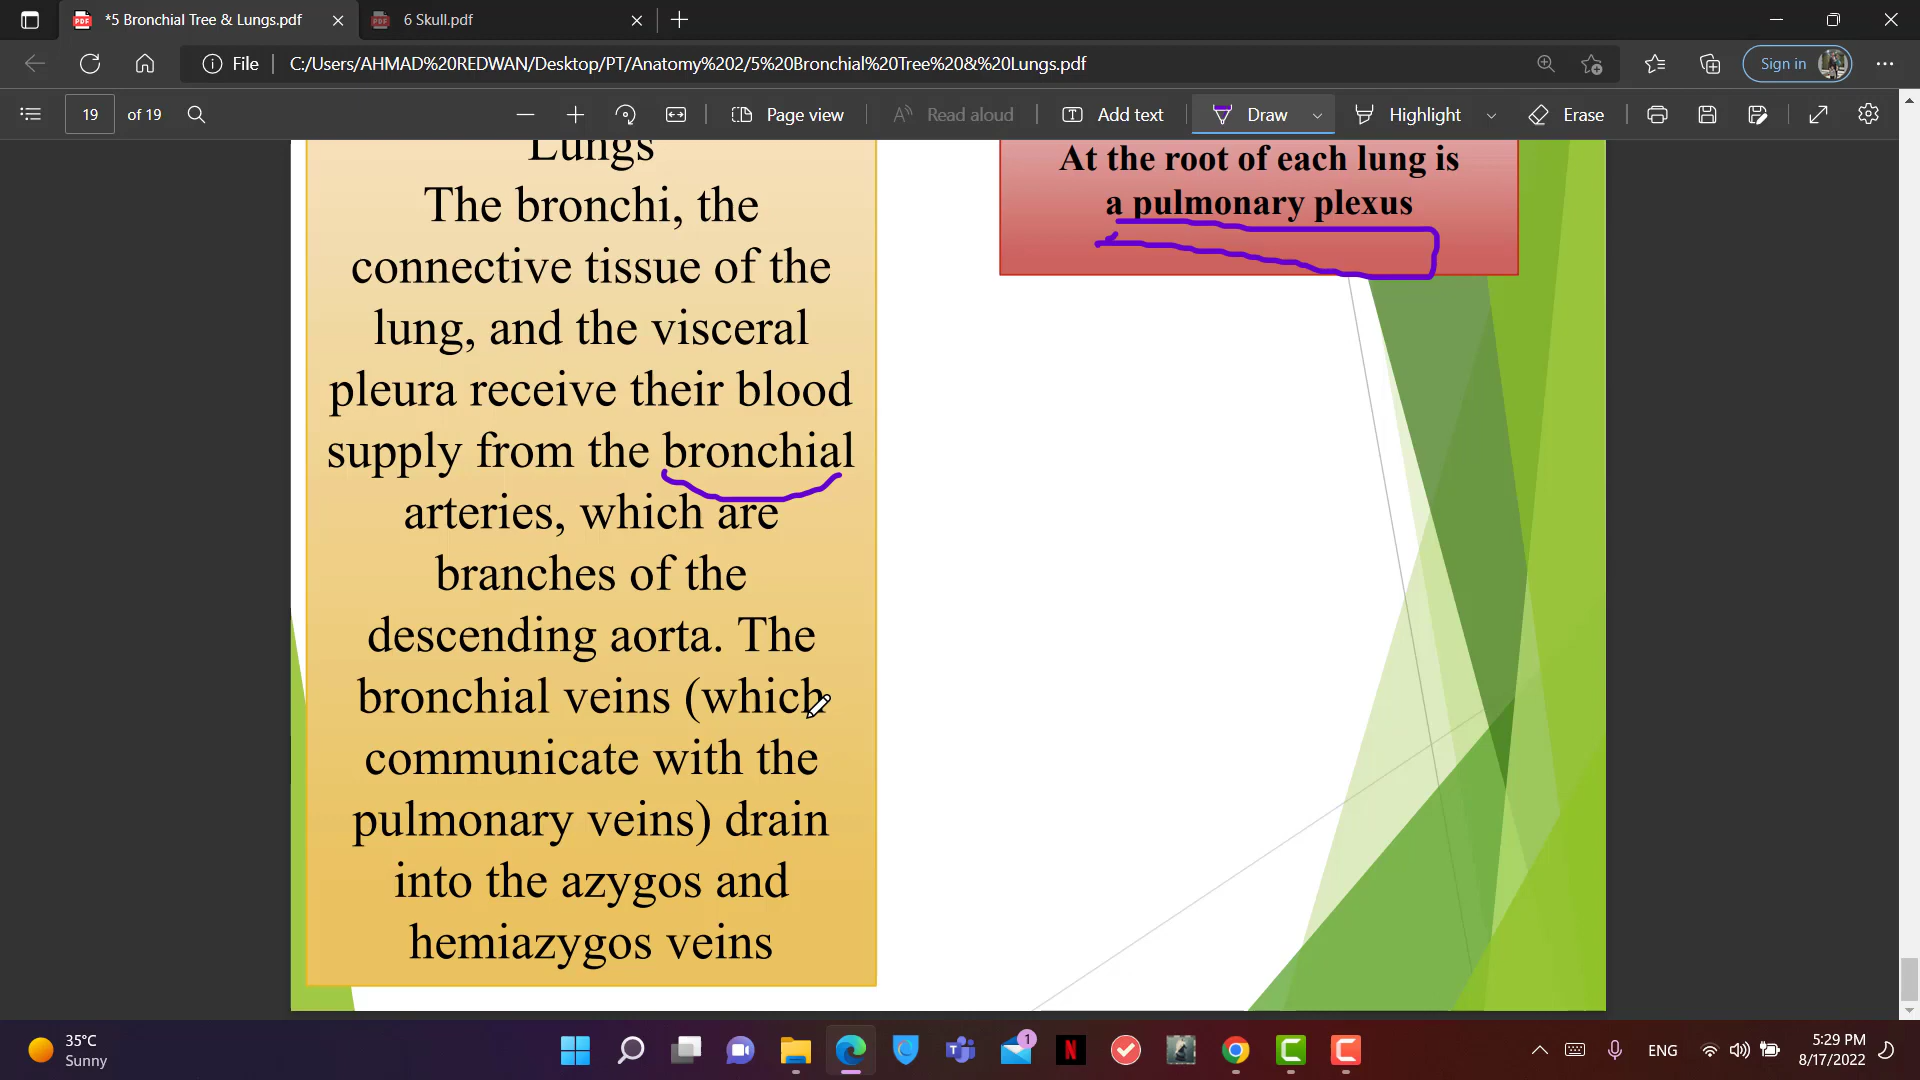 *5 Bronchial Tree & Lungs.pdf
6 Skull.pdf
File
C:/Users/AHMAD%20REDWAN/Desktop/PT/Anatomy%202/5%20Bronchial%20Tree%20&%20Lungs.pdf
Sign in
19 of 19
Page view
Read aloud
Add text
Draw
Highlight
Erase
Lungs
The bronchi, the
connective tissue of the
lung, and the visceral
pleura receive their blood
supply from the bronchial
arteries, which are
branches of the
descending aorta. The
bronchial veins (which
communicate with the
pulmonary veins) drain
into the azygos and
hemiazygos veins
At the root of each lung is
a pulmonary plexus
35°C
Sunny
1
ENG
5:29 PM
8/17/2022